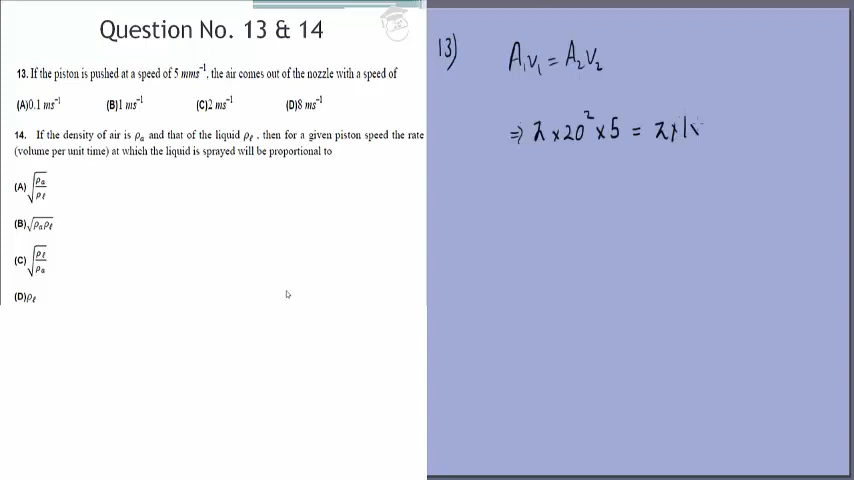 Question No. 13 & 14
13. If the piston is pushed at a speed of 5 mms⁻¹, the air comes out of the nozzle with a speed of
(A)0.1 ms⁻¹ (B)1 ms⁻¹ (C)2 ms⁻¹ (D)8 ms⁻¹
14. If the density of air is ρₐ and that of the liquid ρℓ , then for a given piston speed the rate
(volume per unit time) at which the liquid is sprayed will be proportional to
(A) √(ρₐ/ρℓ)
(B) √(ρₐρℓ)
(C) √(ρℓ/ρₐ)
(D)ρℓ
13) A₁v₁ = A₂v₂
⇒ π × 20² × 5 = π × 1